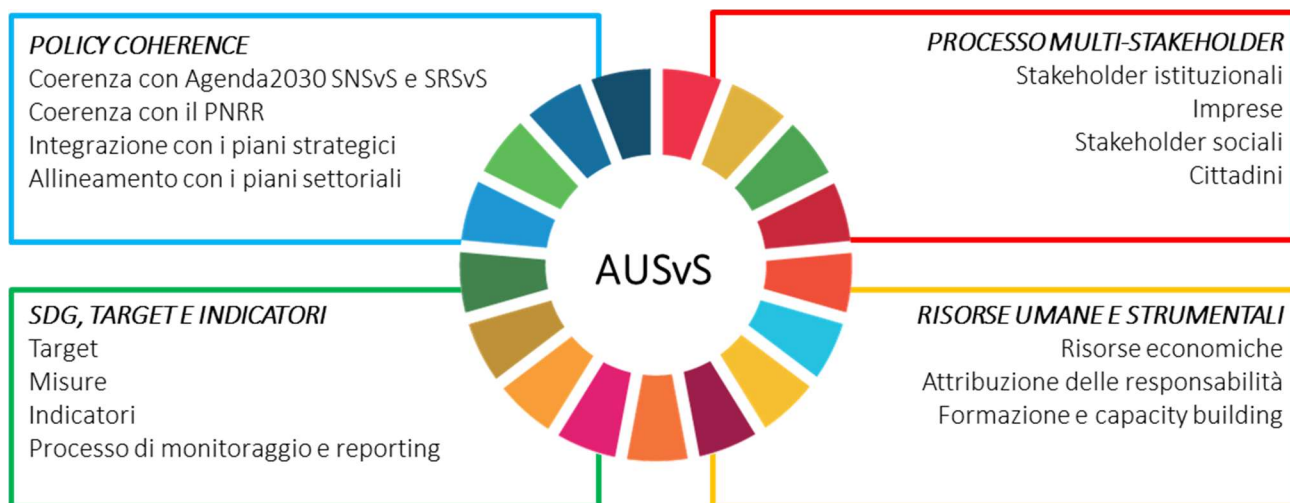 POLICY COHERENCE
Coerenza con Agenda2030 SNSvS e SRSvS
Coerenza con il PNRR
Integrazione con i piani strategici
Allineamento con i piani settoriali
PROCESSO MULTI-STAKEHOLDER
Stakeholder istituzionali
Imprese
Stakeholder sociali
Cittadini
AUSvS
SDG, TARGET E INDICATORI
Target
Misure
Indicatori
Processo di monitoraggio e reporting
RISORSE UMANE E STRUMENTALI
Risorse economiche
Attribuzione delle responsabilità
Formazione e capacity building